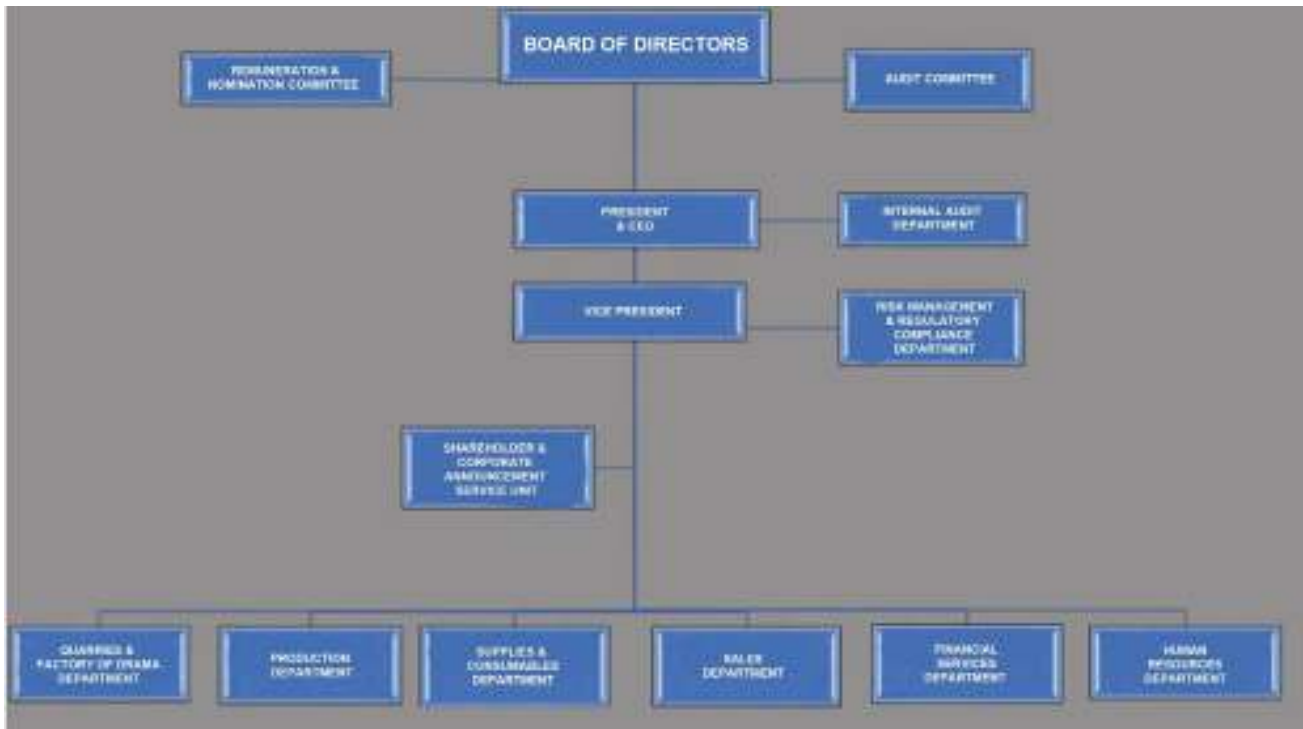 BOARD OF DIRECTORS
REMUNERATION &
NOMINATION COMMITTEE
AUDIT COMMITTEE
PRESIDENT
& CEO
INTERNAL AUDIT
DEPARTMENT
VICE PRESIDENT
RISK MANAGEMENT
& REGULATORY
COMPLIANCE
DEPARTMENT
SHAREHOLDER &
CORPORATE
ANNOUNCEMENT
SERVICE UNIT
QUARRIES &
FACTORY OF DRAMA
DEPARTMENT
PRODUCTION
DEPARTMENT
SUPPLIES &
CONSUMABLES
DEPARTMENT
SALES
DEPARTMENT
FINANCIAL
SERVICES
DEPARTMENT
HUMAN
RESOURCES
DEPARTMENT